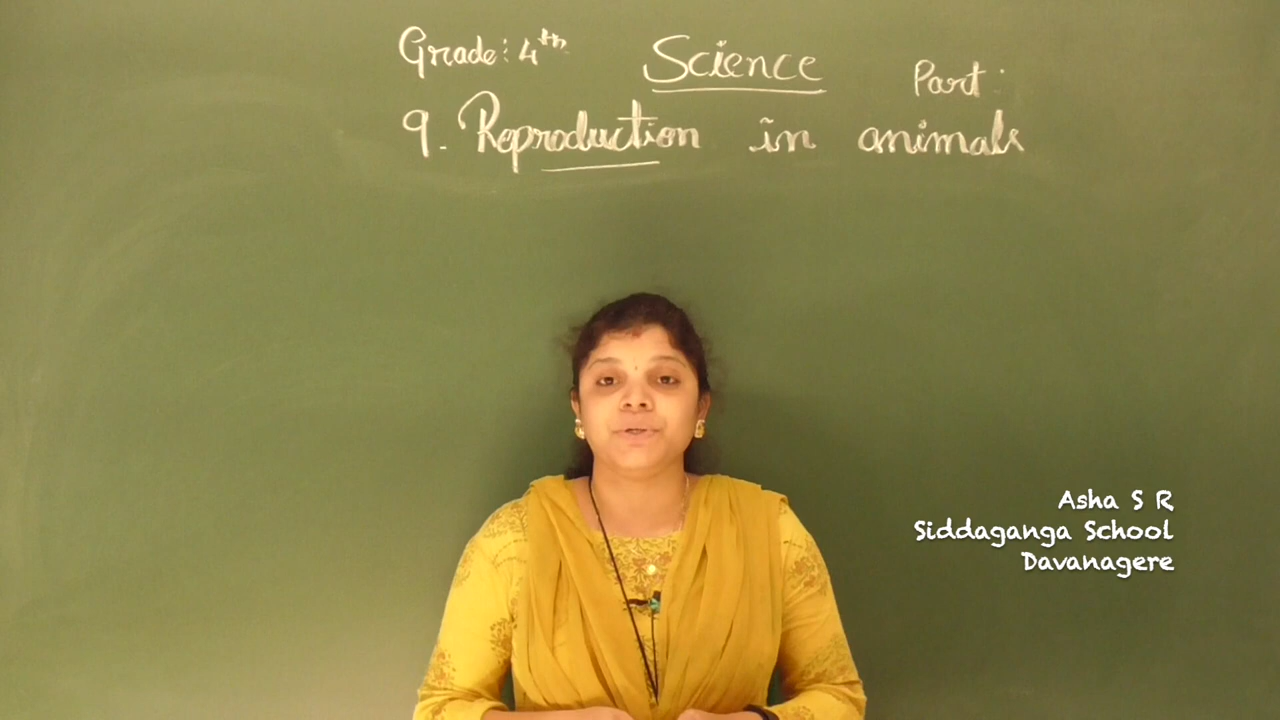 Grade: 4th Science Part:
9. Reproduction in animals
Asha S R
Siddaganga School
Davanagere